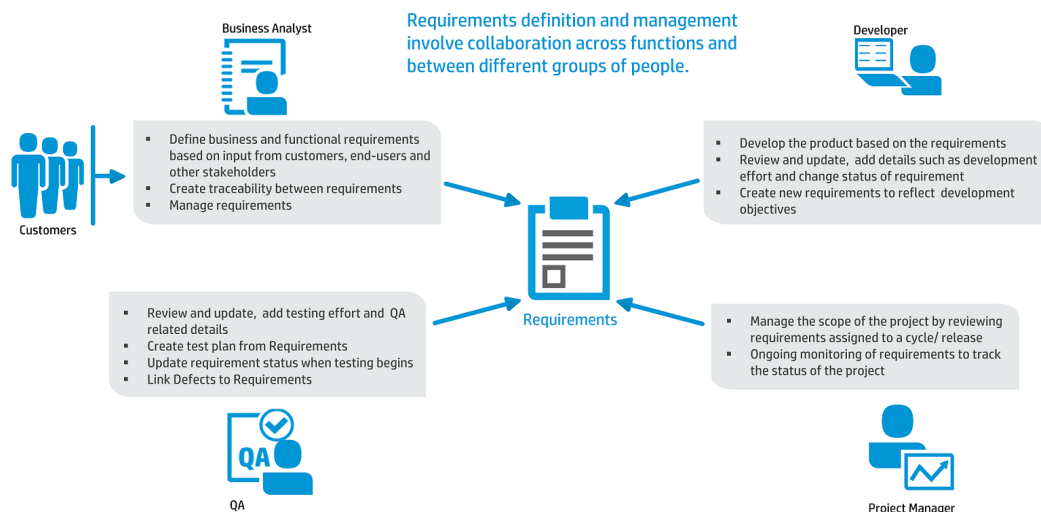 Requirements definition and management
involve collaboration across functions and
between different groups of people.
Business Analyst
▪ Define business and functional requirements
based on input from customers, end-users and
other stakeholders
▪ Create traceability between requirements
▪ Manage requirements
Customers
Developer
▪ Develop the product based on the requirements
▪ Review and update, add details such as development
effort and change status of requirement
▪ Create new requirements to reflect development
objectives
Requirements
▪ Review and update, add testing effort and QA
related details
▪ Create test plan from Requirements
▪ Update requirement status when testing begins
▪ Link Defects to Requirements
QA
QA
▪ Manage the scope of the project by reviewing
requirements assigned to a cycle/ release
▪ Ongoing monitoring of requirements to track
the status of the project
Project Manager